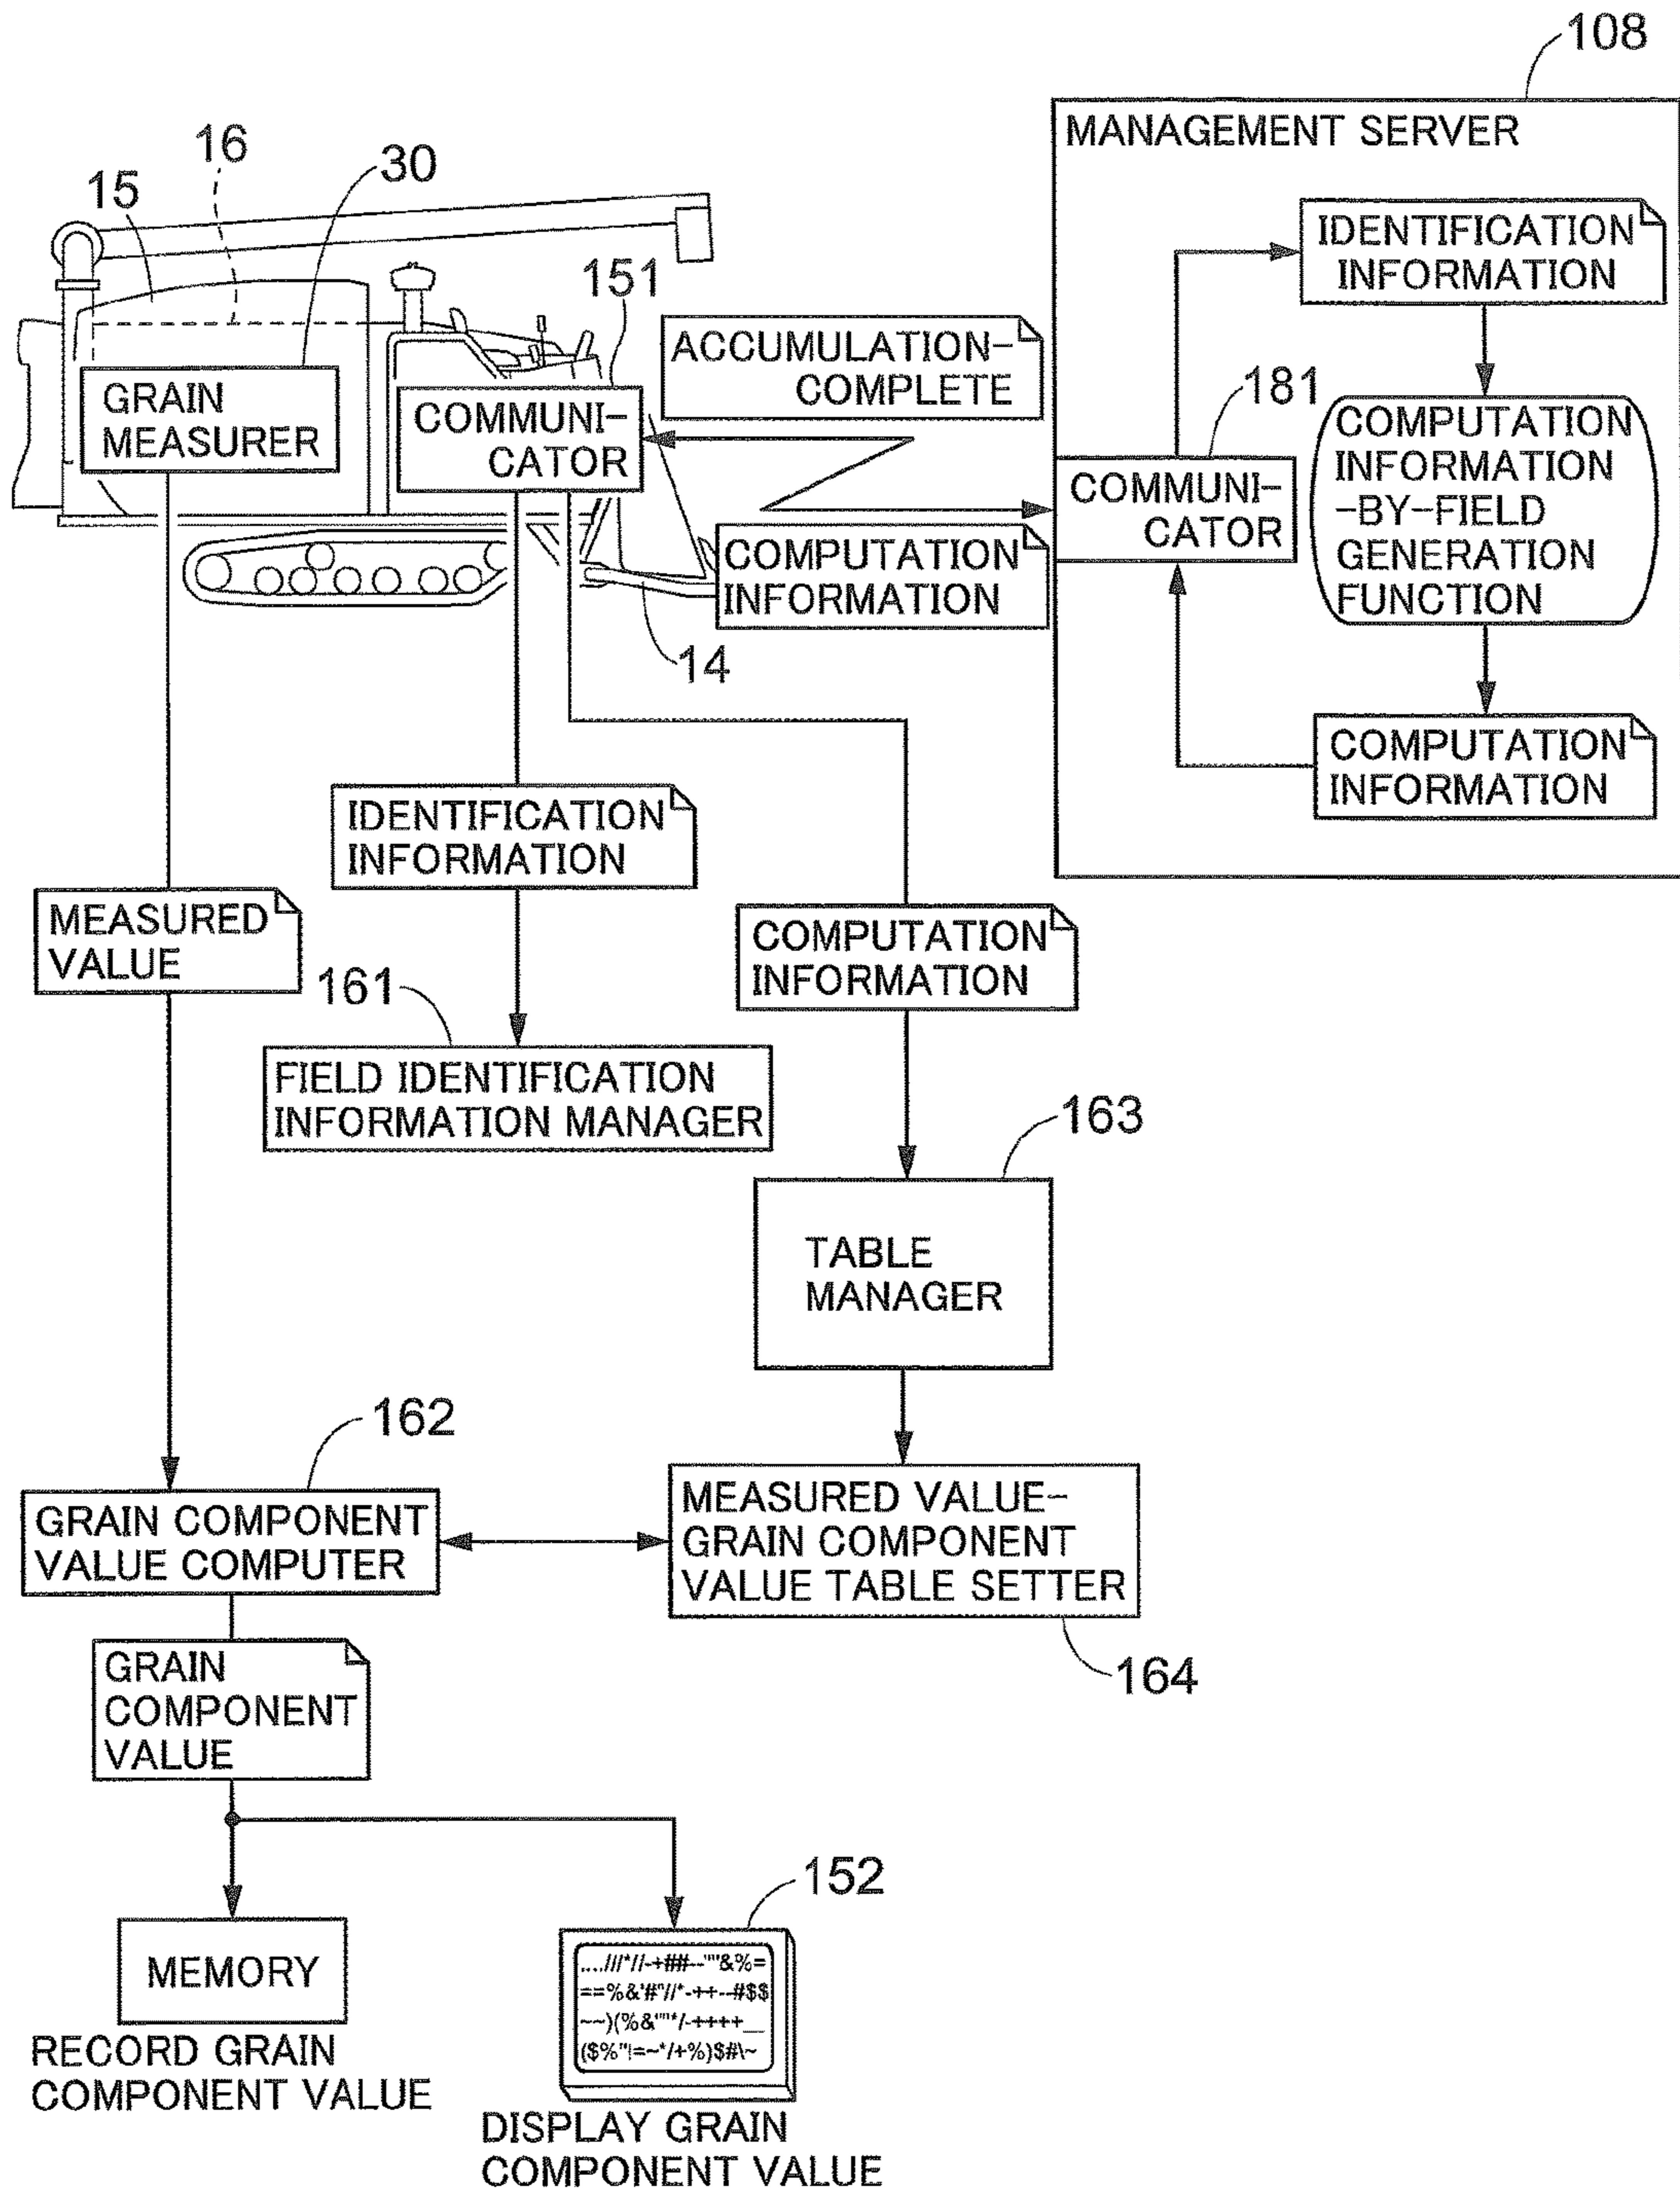 108
MANAGEMENT SERVER
16
30
15
151
IDENTIFICATION
INFORMATION
ACCUMULATION-
COMPLETE
GRAIN
MEASURER
COMMUNI-
CATOR
181
COMPUTATION
INFORMATION
-BY-FIELD
GENERATION
FUNCTION
COMMUNI-
CATOR
COMPUTATION
INFORMATION
14
COMPUTATION
INFORMATION
IDENTIFICATION
INFORMATION
MEASURED
VALUE
COMPUTATION
INFORMATION
161
FIELD IDENTIFICATION
INFORMATION MANAGER
163
TABLE
MANAGER
162
GRAIN COMPONENT
VALUE COMPUTER
MEASURED VALUE-
GRAIN COMPONENT
VALUE TABLE SETTER
164
GRAIN
COMPONENT
VALUE
152
MEMORY
RECORD GRAIN
COMPONENT VALUE
DISPLAY GRAIN
COMPONENT VALUE